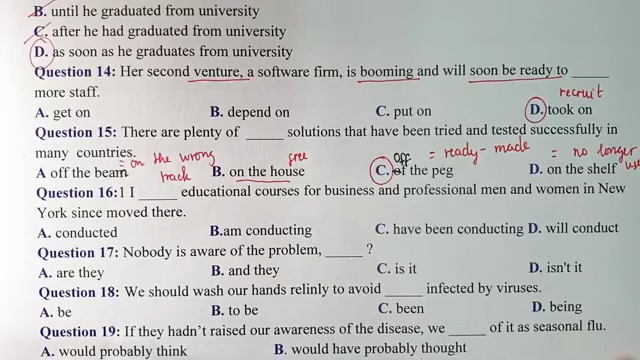 B. until he graduated from university
C. after he had graduated from university
D. as soon as he graduates from university
Question 14: Her second venture, a software firm, is booming and will soon be ready to _____
more staff.
recruit
A. get on B. depend on C. put on D. took on
Question 15: There are plenty of _____ solutions that have been tried and tested successfully in
many countries.
= on the wrong track free off = ready-made = no longer use
A off the beam B. on the house C. of the peg D. on the shelf
Question 16:1 I _____ educational courses for business and professional men and women in New
York since moved there.
A. conducted B.am conducting C. have been conducting D. will conduct
Question 17: Nobody is aware of the problem, _____ ?
A. are they B. and they C. is it D. isn't it
Question 18: We should wash our hands relinly to avoid _____ infected by viruses.
A. be B. to be C. been D. being
Question 19: If they hadn't raised our awareness of the disease, we _____ of it as seasonal flu.
A. would probably think B. would have probably thought